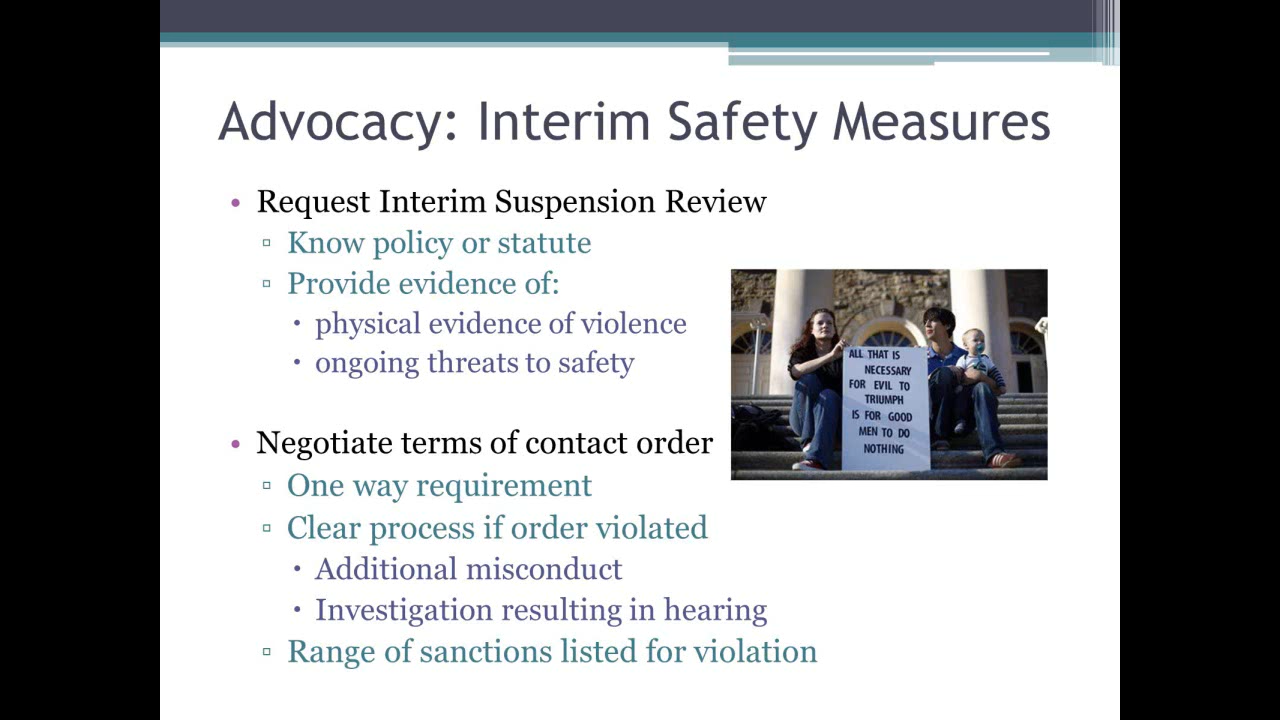 Advocacy: Interim Safety Measures
• Request Interim Suspension Review
▫ Know policy or statute
▫ Provide evidence of:
▪ physical evidence of violence
▪ ongoing threats to safety
• Negotiate terms of contact order
▫ One way requirement
▫ Clear process if order violated
▪ Additional misconduct
▪ Investigation resulting in hearing
▫ Range of sanctions listed for violation
ALL THAT IS
NECESSARY
FOR EVIL TO
TRIUMPH
IS FOR GOOD
MEN TO DO
NOTHING